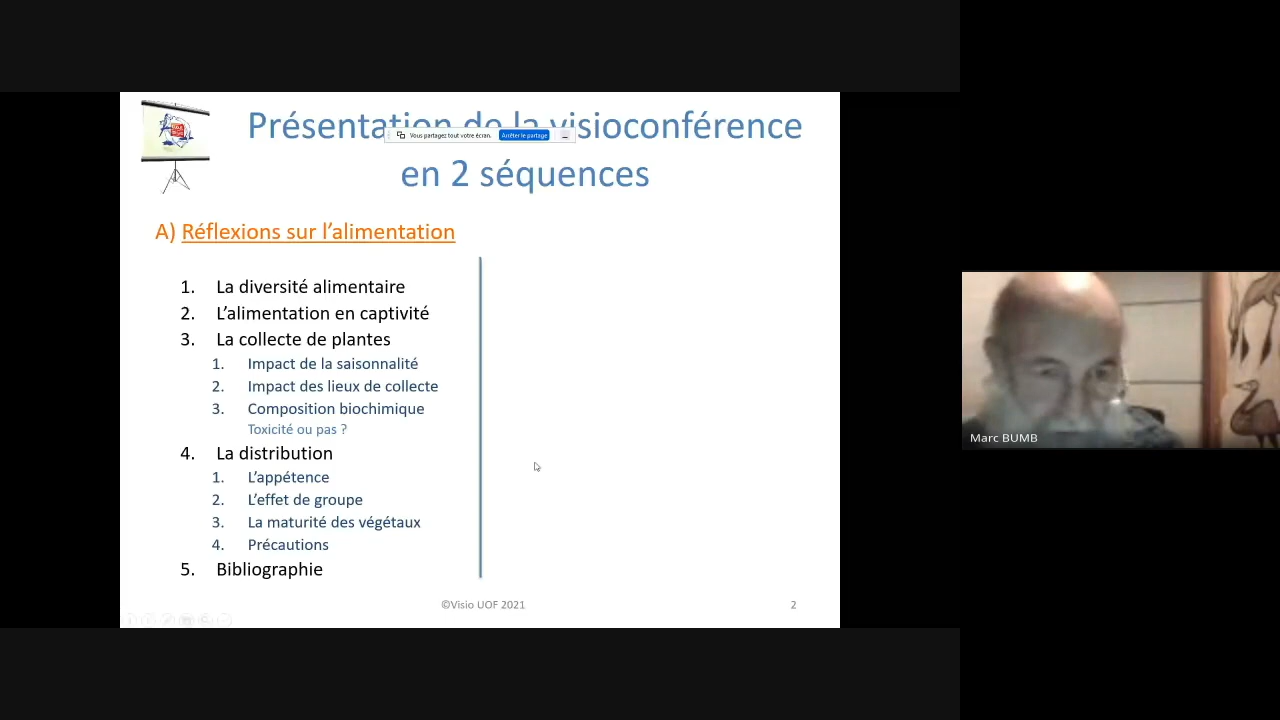 Présentation de la visioconférence
Vous partagez tout votre écran. Arrêter le partage
en 2 séquences
A) Réflexions sur l'alimentation
1. La diversité alimentaire
2. L'alimentation en captivité
3. La collecte de plantes
1. Impact de la saisonnalité
2. Impact des lieux de collecte
3. Composition biochimique
Toxicité ou pas ?
4. La distribution
1. L'appétence
2. L'effet de groupe
3. La maturité des végétaux
4. Précautions
5. Bibliographie
©Visio UOF 2021
2
Marc BUMB